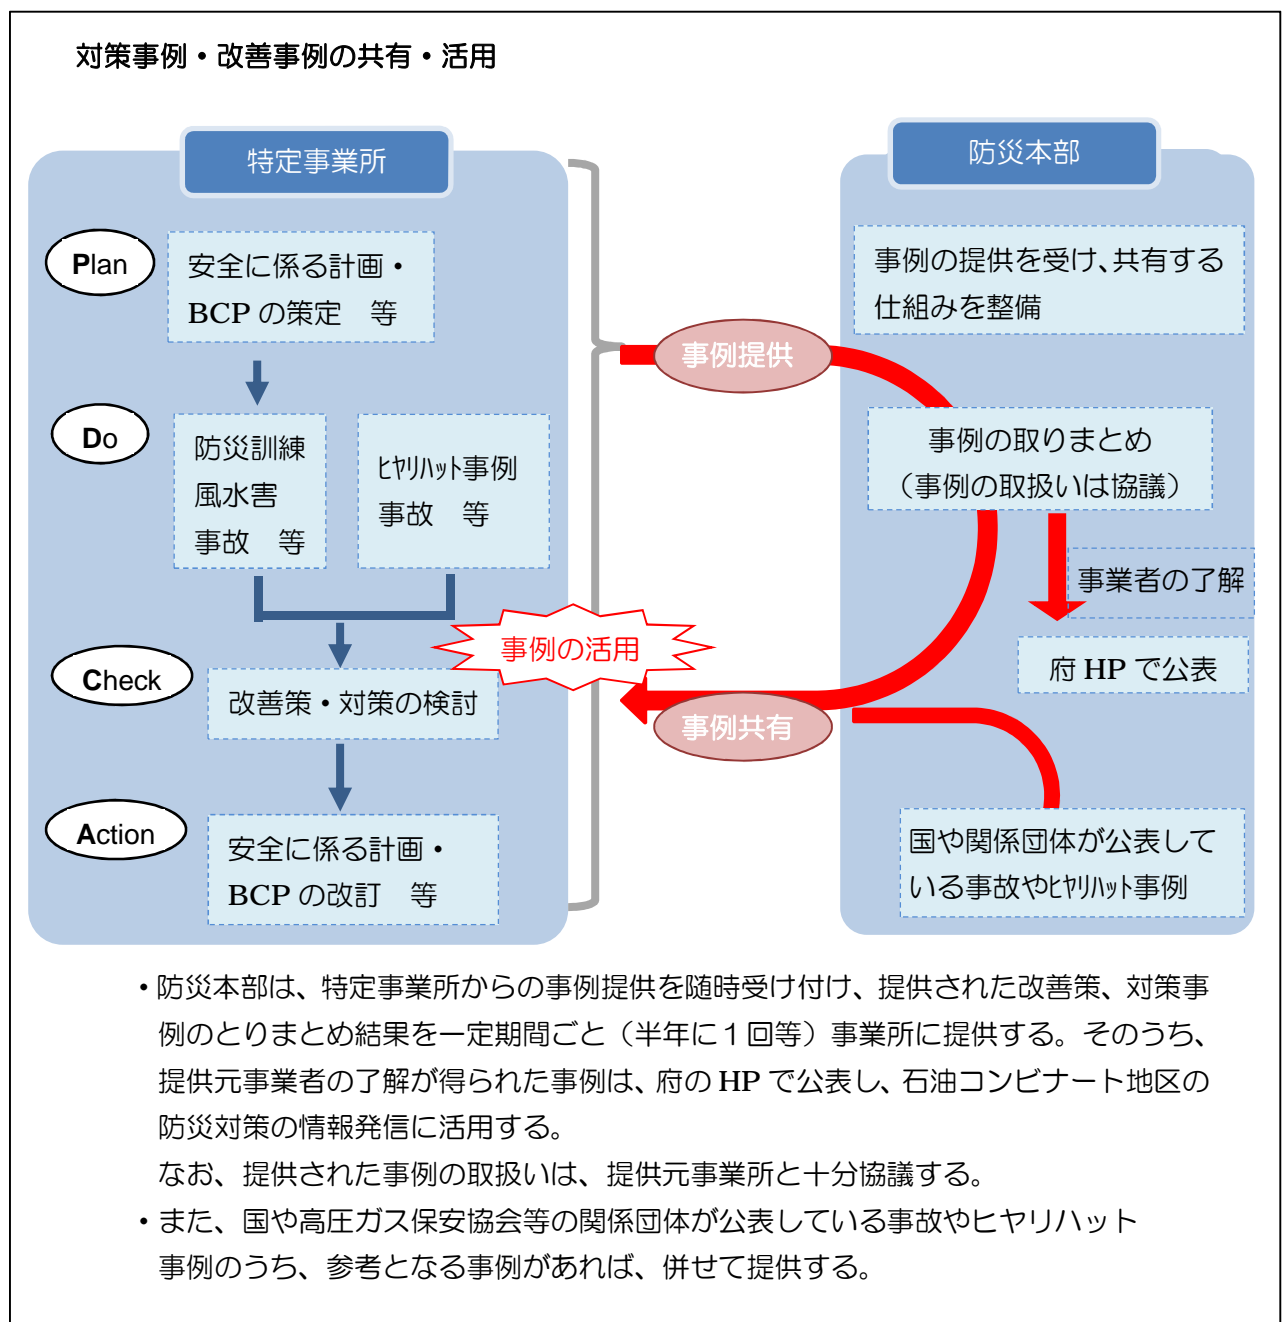 対策事例・改善事例の共有・活用
特定事業所
Plan
安全に係る計画・
BCP の策定　等
Do
防災訓練
風水害
事故　等
ﾋﾔﾘﾊｯﾄ事例
事故　等
Check
改善策・対策の検討
Action
安全に係る計画・
BCP の改訂　等
事例の活用
事例提供
事例共有
防災本部
事例の提供を受け、共有する
仕組みを整備
事例の取りまとめ
（事例の取扱いは協議）
事業者の了解
府 HP で公表
国や関係団体が公表して
いる事故やﾋﾔﾘﾊｯﾄ事例
・防災本部は、特定事業所からの事例提供を随時受け付け、提供された改善策、対策事
例のとりまとめ結果を一定期間ごと（半年に１回等）事業所に提供する。そのうち、
提供元事業者の了解が得られた事例は、府の HP で公表し、石油コンビナート地区の
防災対策の情報発信に活用する。
なお、提供された事例の取扱いは、提供元事業所と十分協議する。
・また、国や高圧ガス保安協会等の関係団体が公表している事故やヒヤリハット
事例のうち、参考となる事例があれば、併せて提供する。